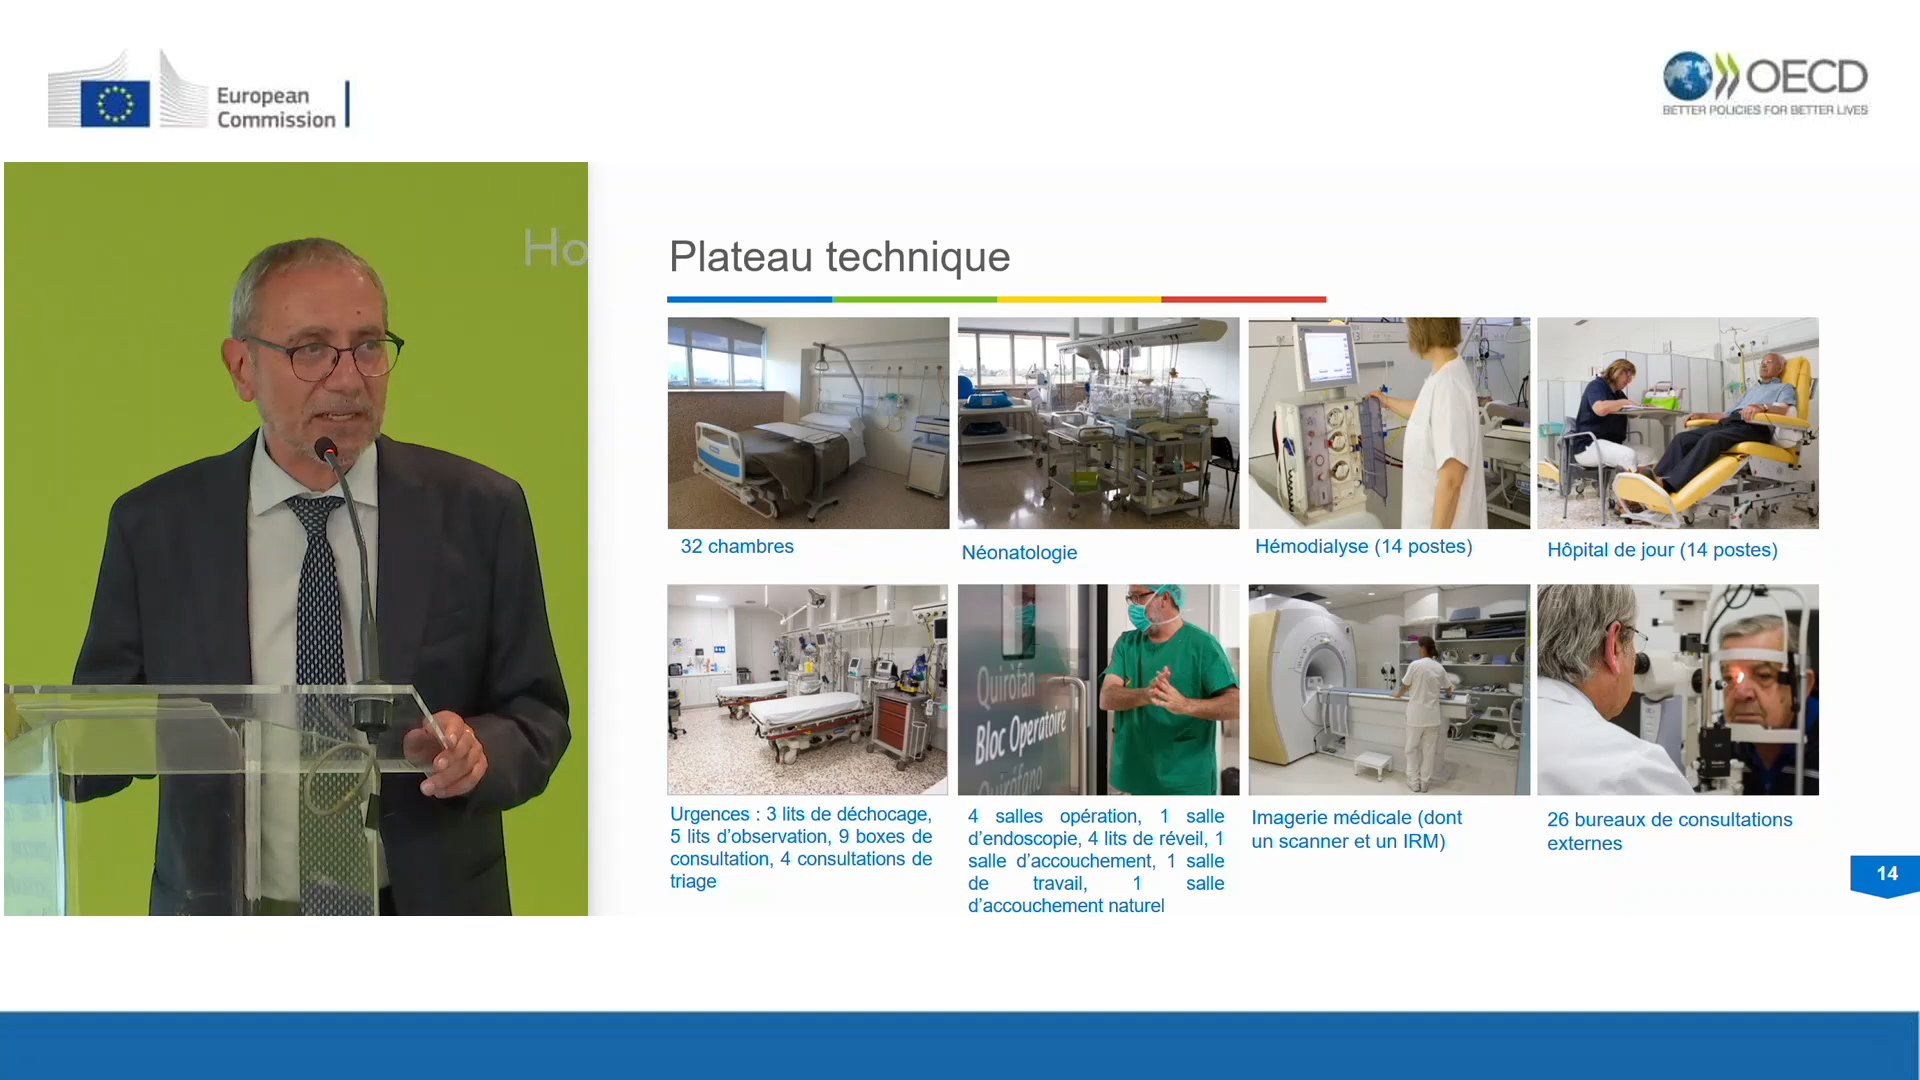 European
Commission
OECD
BETTER POLICIES FOR BETTER LIVES
Ho
Plateau technique
32 chambres
Néonatologie
Hémodialyse (14 postes)
Hôpital de jour (14 postes)
Quirófan
Bloc Operatoire
Quirófano
Urgences : 3 lits de déchocage,
5 lits d’observation, 9 boxes de
consultation, 4 consultations de
triage
4 salles opération, 1 salle
d’endoscopie, 4 lits de réveil, 1
salle d’accouchement, 1 salle
de travail, 1 salle
d’accouchement naturel
Imagerie médicale (dont
un scanner et un IRM)
26 bureaux de consultations
externes
14